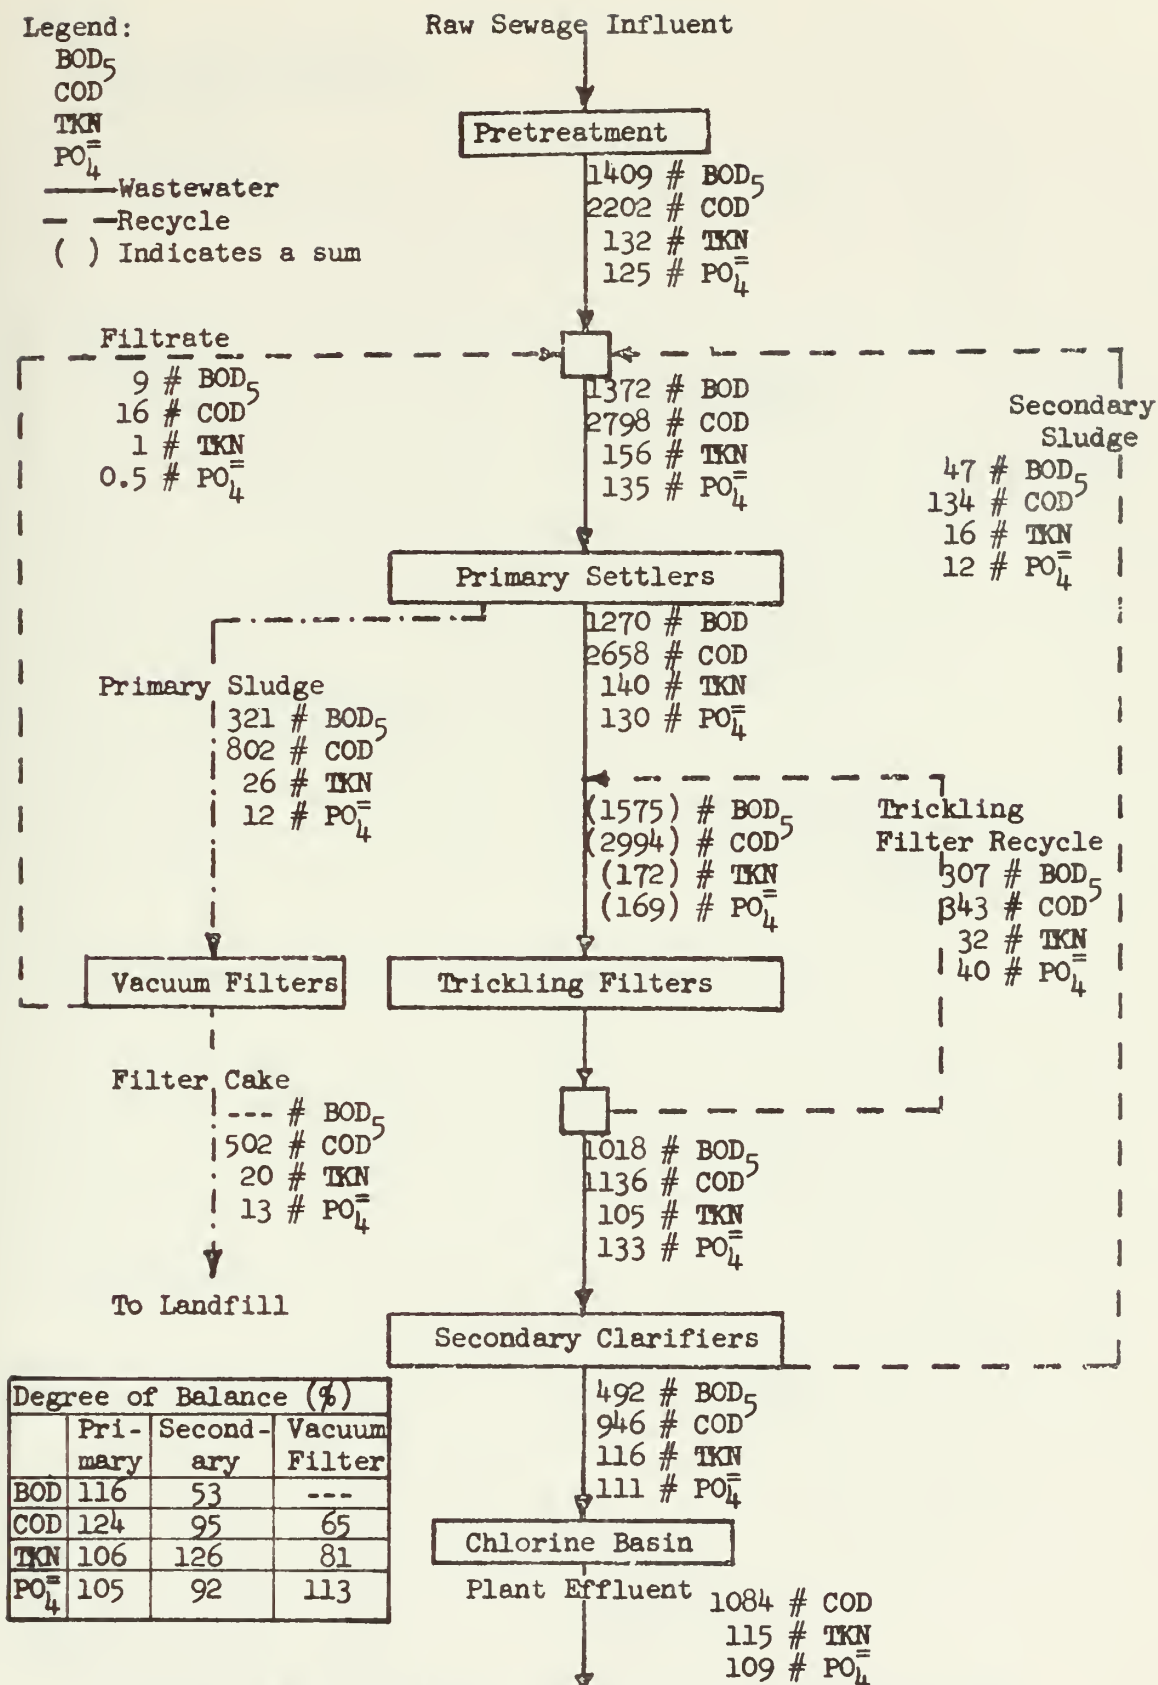 Legend:
BOD5
COD
TKN
PO4=
Wastewater
Recycle
( ) Indicates a sum
Raw Sewage Influent
Pretreatment
1409 # BOD5
2202 # COD
132 # TKN
125 # PO4=
Filtrate
9 # BOD5
16 # COD
1 # TKN
0.5 # PO4=
1372 # BOD
2798 # COD
156 # TKN
135 # PO4=
Secondary
Sludge
47 # BOD5
134 # COD
16 # TKN
12 # PO4=
Primary Settlers
1270 # BOD
2658 # COD
140 # TKN
130 # PO4=
Primary Sludge
321 # BOD5
802 # COD
26 # TKN
12 # PO4=
(1575) # BOD5
(2994) # COD
(172) # TKN
(169) # PO4=
Trickling
Filter Recycle
307 # BOD5
343 # COD
32 # TKN
40 # PO4=
Vacuum Filters
Trickling Filters
Filter Cake
--- # BOD5
502 # COD
20 # TKN
13 # PO4=
To Landfill
1018 # BOD5
1136 # COD
105 # TKN
133 # PO4=
Secondary Clarifiers
492 # BOD5
946 # COD
116 # TKN
111 # PO4=
Chlorine Basin
Plant Effluent
1084 # COD
115 # TKN
109 # PO4=
Degree of Balance (%)
Pri- Second- Vacuum
mary ary Filter
BOD 116 53 ---
COD 124 95 65
TKN 106 126 81
PO4= 105 92 113